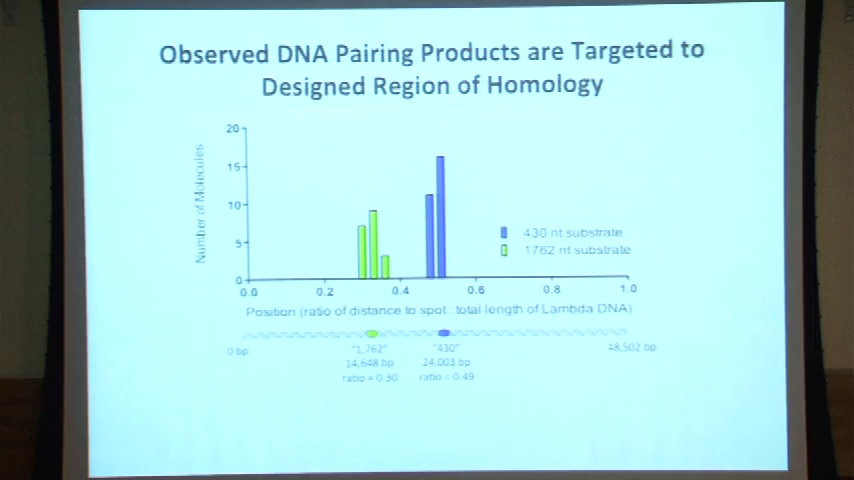 Observed DNA Pairing Products are Targeted to
Designed Region of Homology
Number of Molecules
20
15
10
5
0
0.0
0.2
0.4
0.6
0.8
1.0
430 nt substrate
1762 nt substrate
Position (ratio of distance to spot : total length of Lambda DNA)
0 bp
"1,762"
14,648 bp
ratio = 0.30
"430"
24,003 bp
ratio = 0.49
48,502 bp